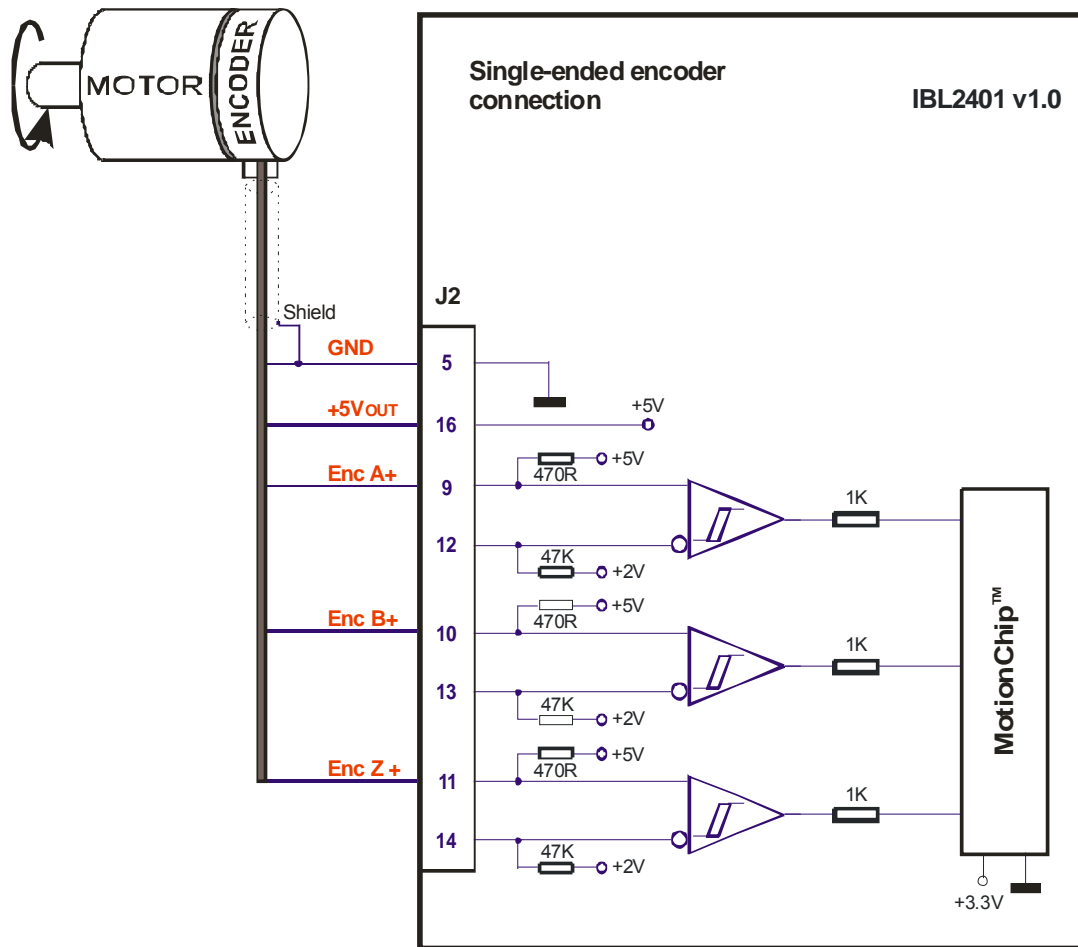 MOTOR
ENCODER
Single-ended encoder
connection
IBL2401 v1.0
J2
Shield
GND
5
+5VOUT
16
+5V
+5V
470R
Enc A+
9
1K
12
47K
+2V
+5V
470R
Enc B+
10
1K
13
47K
+2V
+5V
470R
Enc Z +
11
1K
14
47K
+2V
MotionChip™
+3.3V